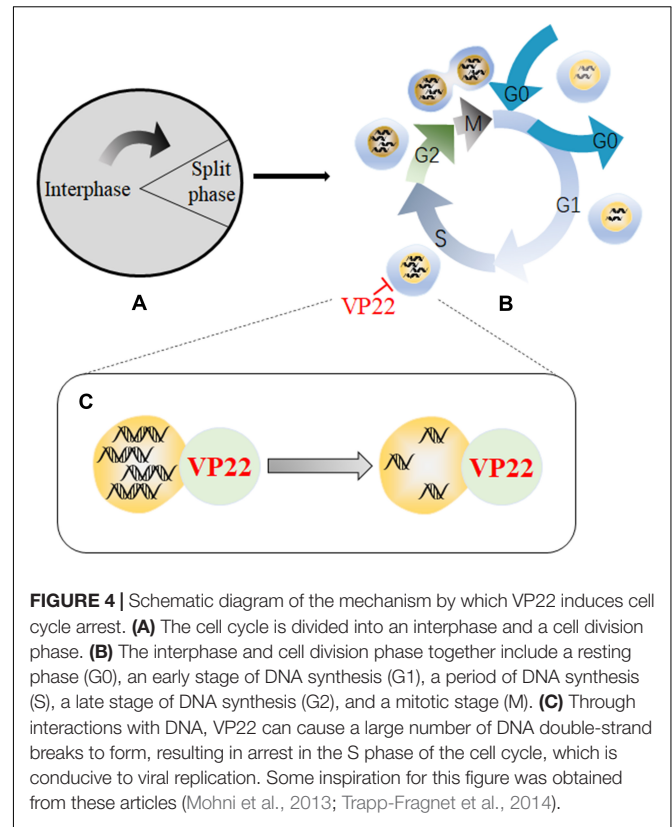 G0
M
G0
G2
Split
phase
Interphase
G1
S
VP22
A
B
C
VP22
VP22
FIGURE 4 | Schematic diagram of the mechanism by which VP22 induces cell
cycle arrest. (A) The cell cycle is divided into an interphase and a cell division
phase. (B) The interphase and cell division phase together include a resting
phase (G0), an early stage of DNA synthesis (G1), a period of DNA synthesis
(S), a late stage of DNA synthesis (G2), and a mitotic stage (M). (C) Through
interactions with DNA, VP22 can cause a large number of DNA double-strand
breaks to form, resulting in arrest in the S phase of the cell cycle, which is
conducive to viral replication. Some inspiration for this figure was obtained
from these articles (Mohni et al., 2013; Trapp-Fragnet et al., 2014).